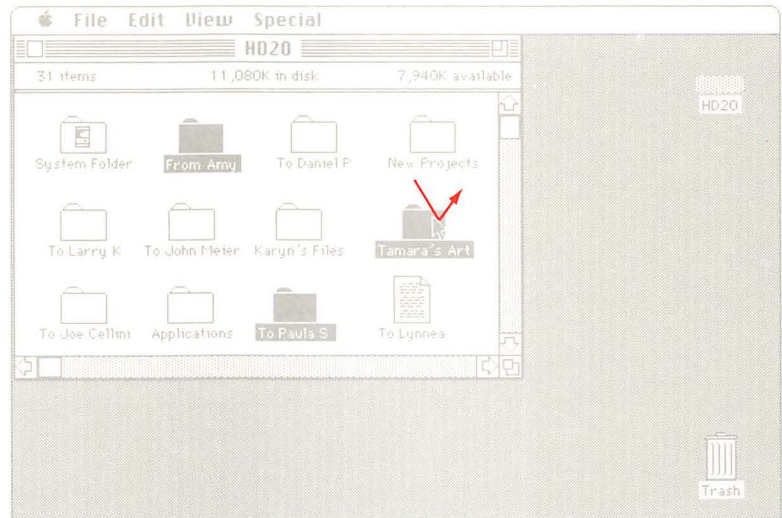 File Edit View Special
HD20
31 items 11,080K in disk 7,940K available
HD20
System Folder From Amy To Daniel P New Projects
To Larry K To John Meier Karyn's Files Tamara's Art
To Joe Cellini Applications To Paula S To Lynnea
Trash